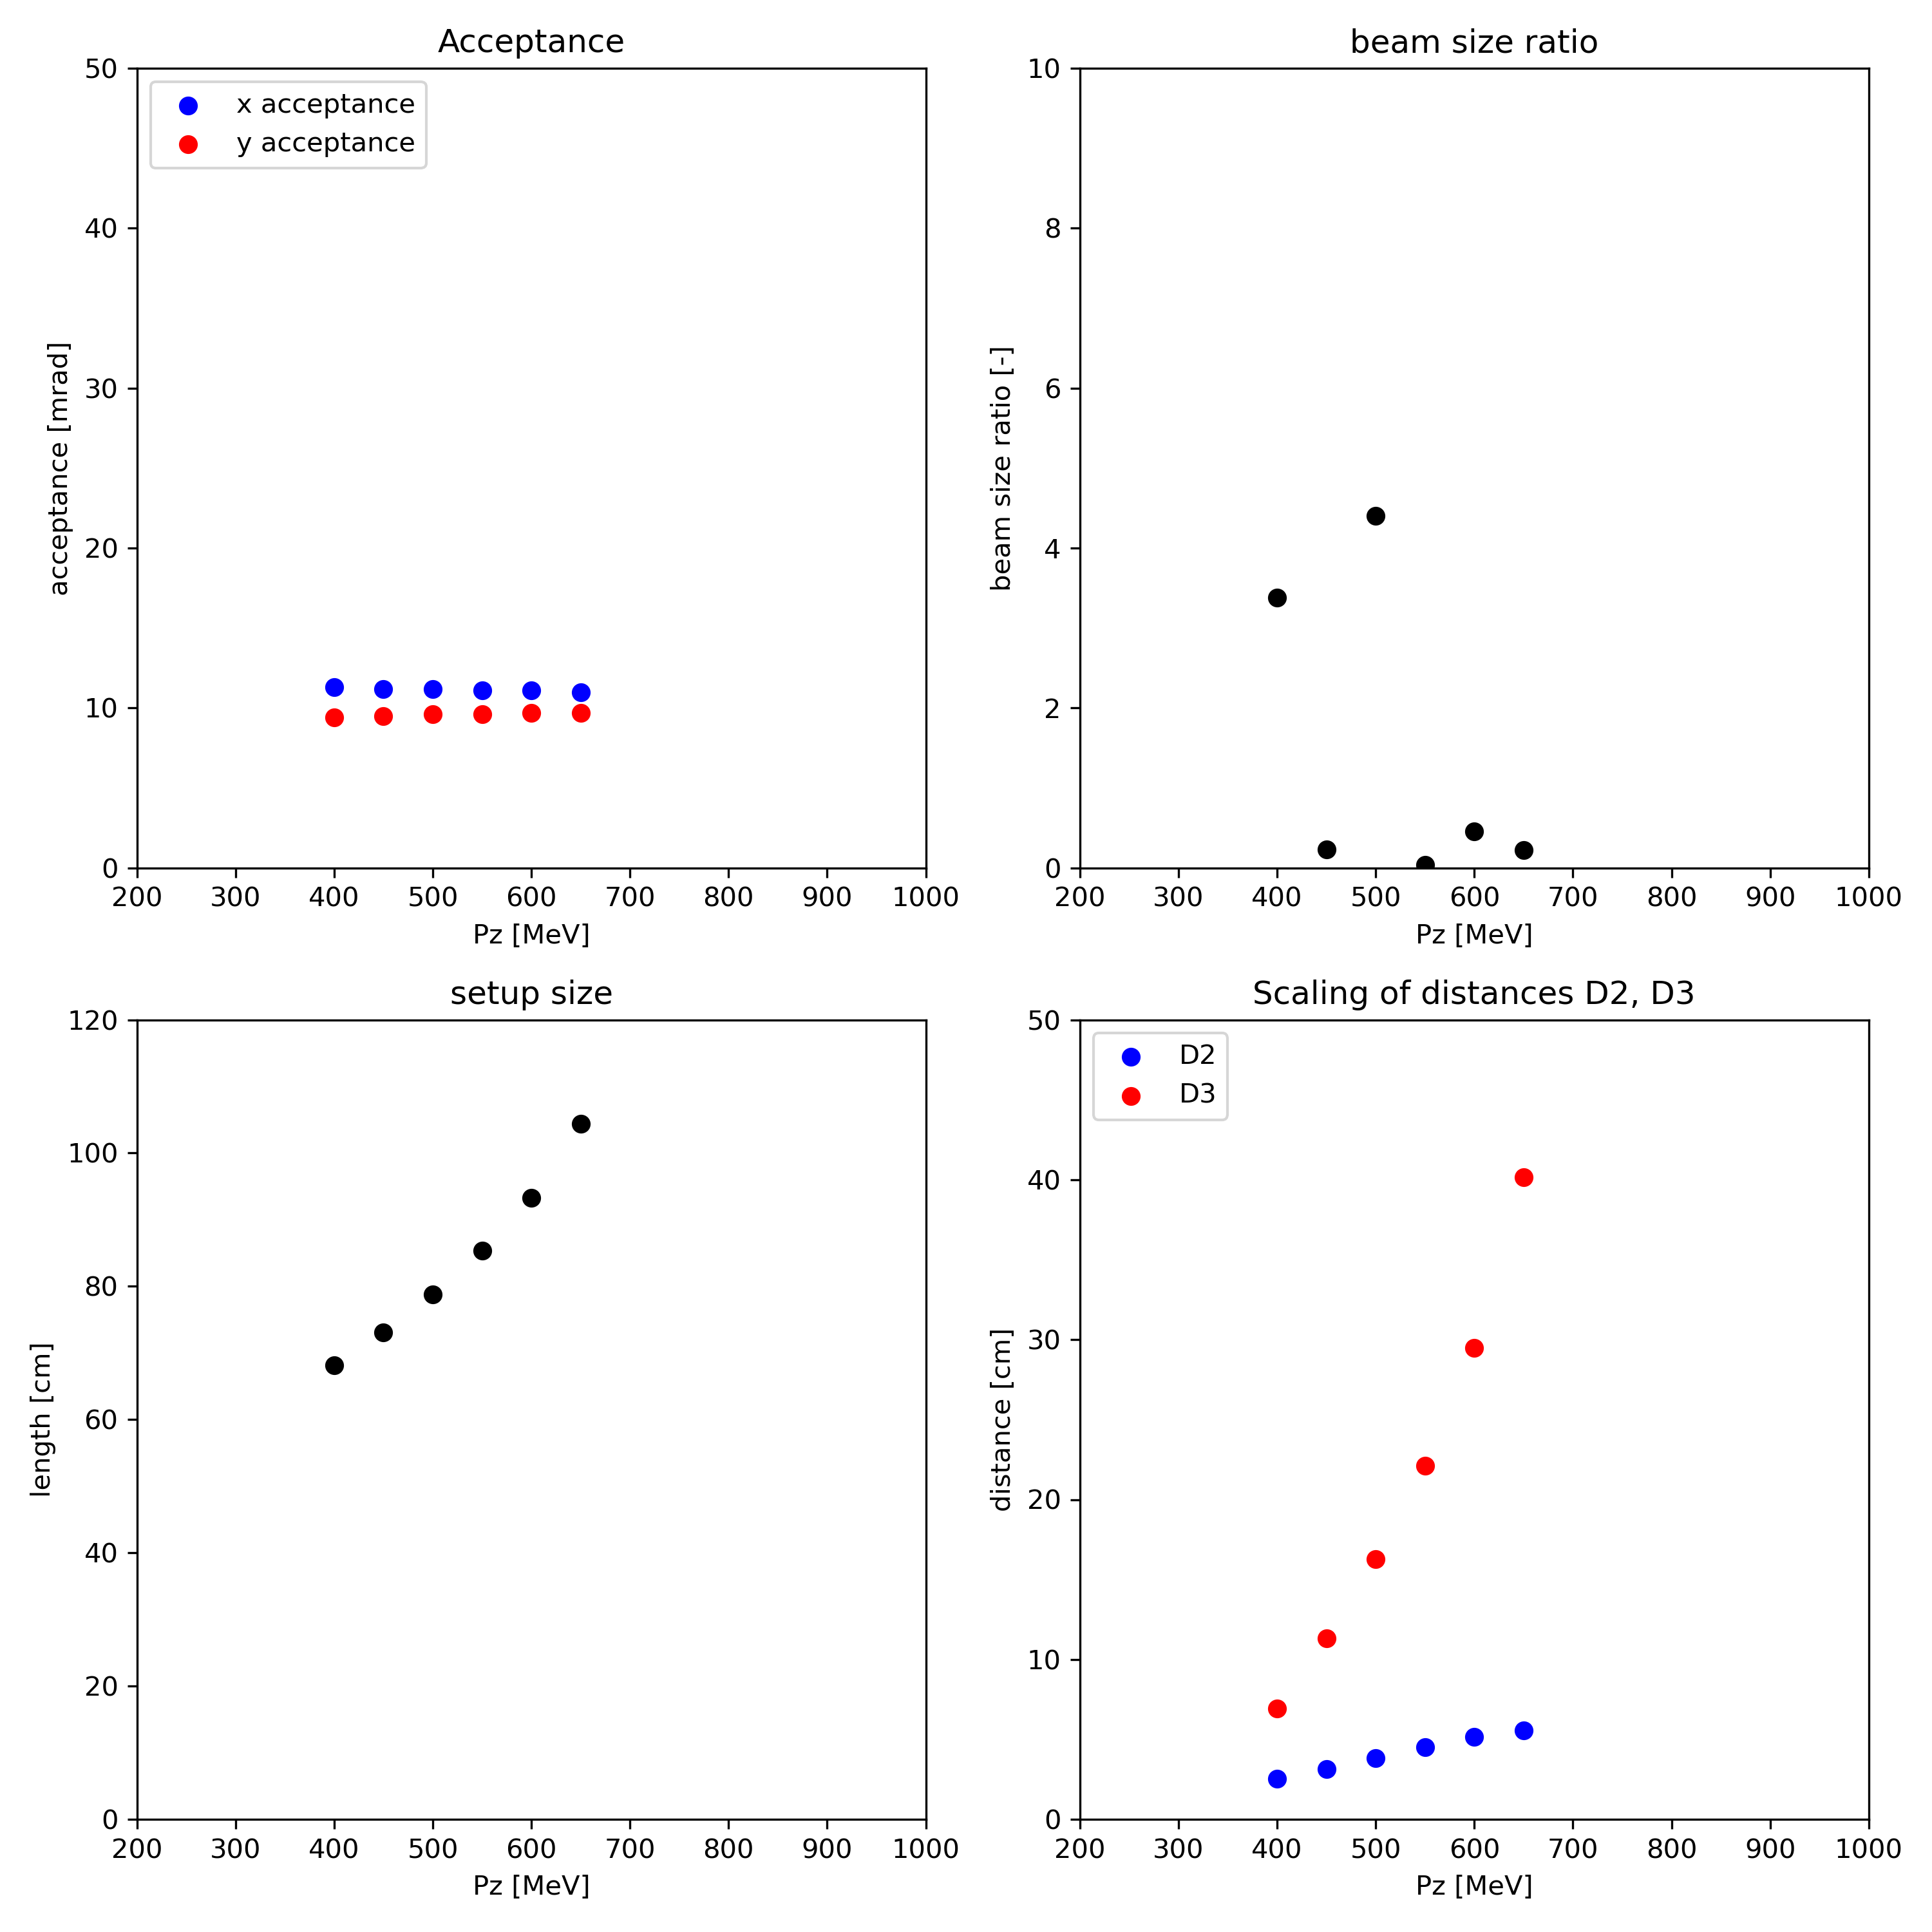 Acceptance
50
40
30
20
10
0
acceptance [mrad]
x acceptance
y acceptance
200 300 400 500 600 700 800 900 1000
Pz [MeV]
beam size ratio
10
8
6
4
2
0
beam size ratio [-]
200 300 400 500 600 700 800 900 1000
Pz [MeV]
setup size
120
100
80
60
40
20
0
length [cm]
200 300 400 500 600 700 800 900 1000
Pz [MeV]
Scaling of distances D2, D3
50
40
30
20
10
0
distance [cm]
D2
D3
200 300 400 500 600 700 800 900 1000
Pz [MeV]